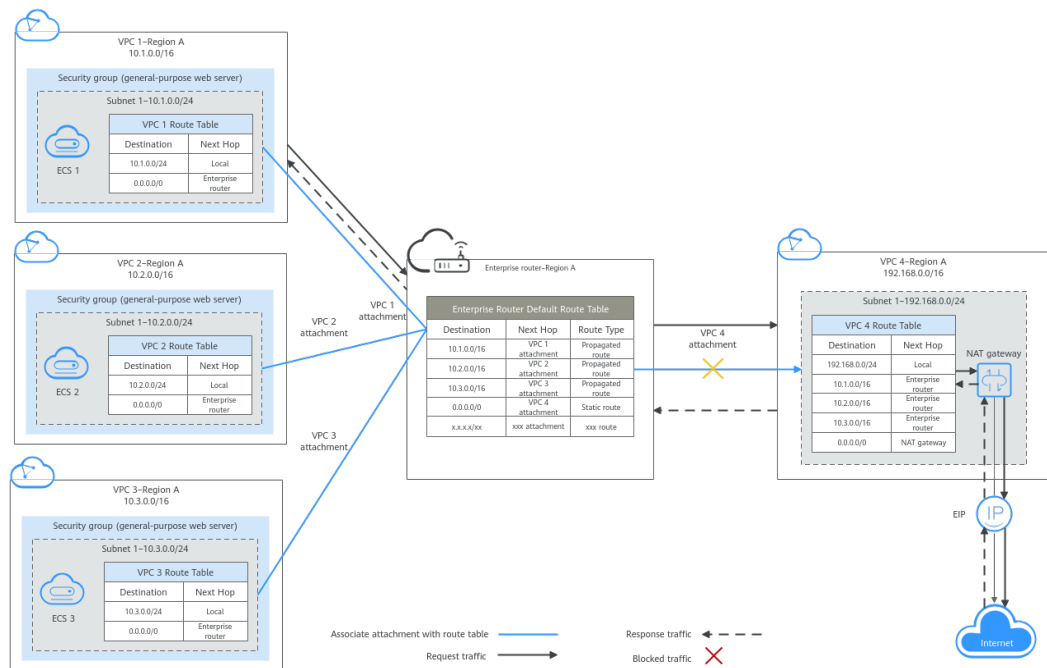 VPC 1–Region A
10.1.0.0/16
Security group (general-purpose web server)
Subnet 1–10.1.0.0/24
VPC 1 Route Table
Destination Next Hop
10.1.0.0/24 Local
0.0.0.0/0 Enterprise router
ECS 1
VPC 2–Region A
10.2.0.0/16
Security group (general-purpose web server)
Subnet 1–10.2.0.0/24
VPC 2 Route Table
Destination Next Hop
10.2.0.0/24 Local
0.0.0.0/0 Enterprise router
ECS 2
VPC 3–Region A
10.3.0.0/16
Security group (general-purpose web server)
Subnet 1–10.3.0.0/24
VPC 3 Route Table
Destination Next Hop
10.3.0.0/24 Local
0.0.0.0/0 Enterprise router
ECS 3
VPC 1
attachment
VPC 2
attachment
VPC 3
attachment
Enterprise router–Region A
Enterprise Router Default Route Table
Destination Next Hop Route Type
10.1.0.0/16 VPC 1 attachment Propagated route
10.2.0.0/16 VPC 2 attachment Propagated route
10.3.0.0/16 VPC 3 attachment Propagated route
0.0.0.0/0 VPC 4 attachment Static route
x.x.x.x/xx xxx attachment xxx route
VPC 4
attachment
VPC 4–Region A
192.168.0.0/16
Subnet 1–192.168.0.0/24
VPC 4 Route Table
Destination Next Hop
192.168.0.0/24 Local
10.1.0.0/16 Enterprise router
10.2.0.0/16 Enterprise router
10.3.0.0/16 Enterprise router
0.0.0.0/0 NAT gateway
NAT gateway
EIP
IP
Internet
Associate attachment with route table
Request traffic
Response traffic
Blocked traffic